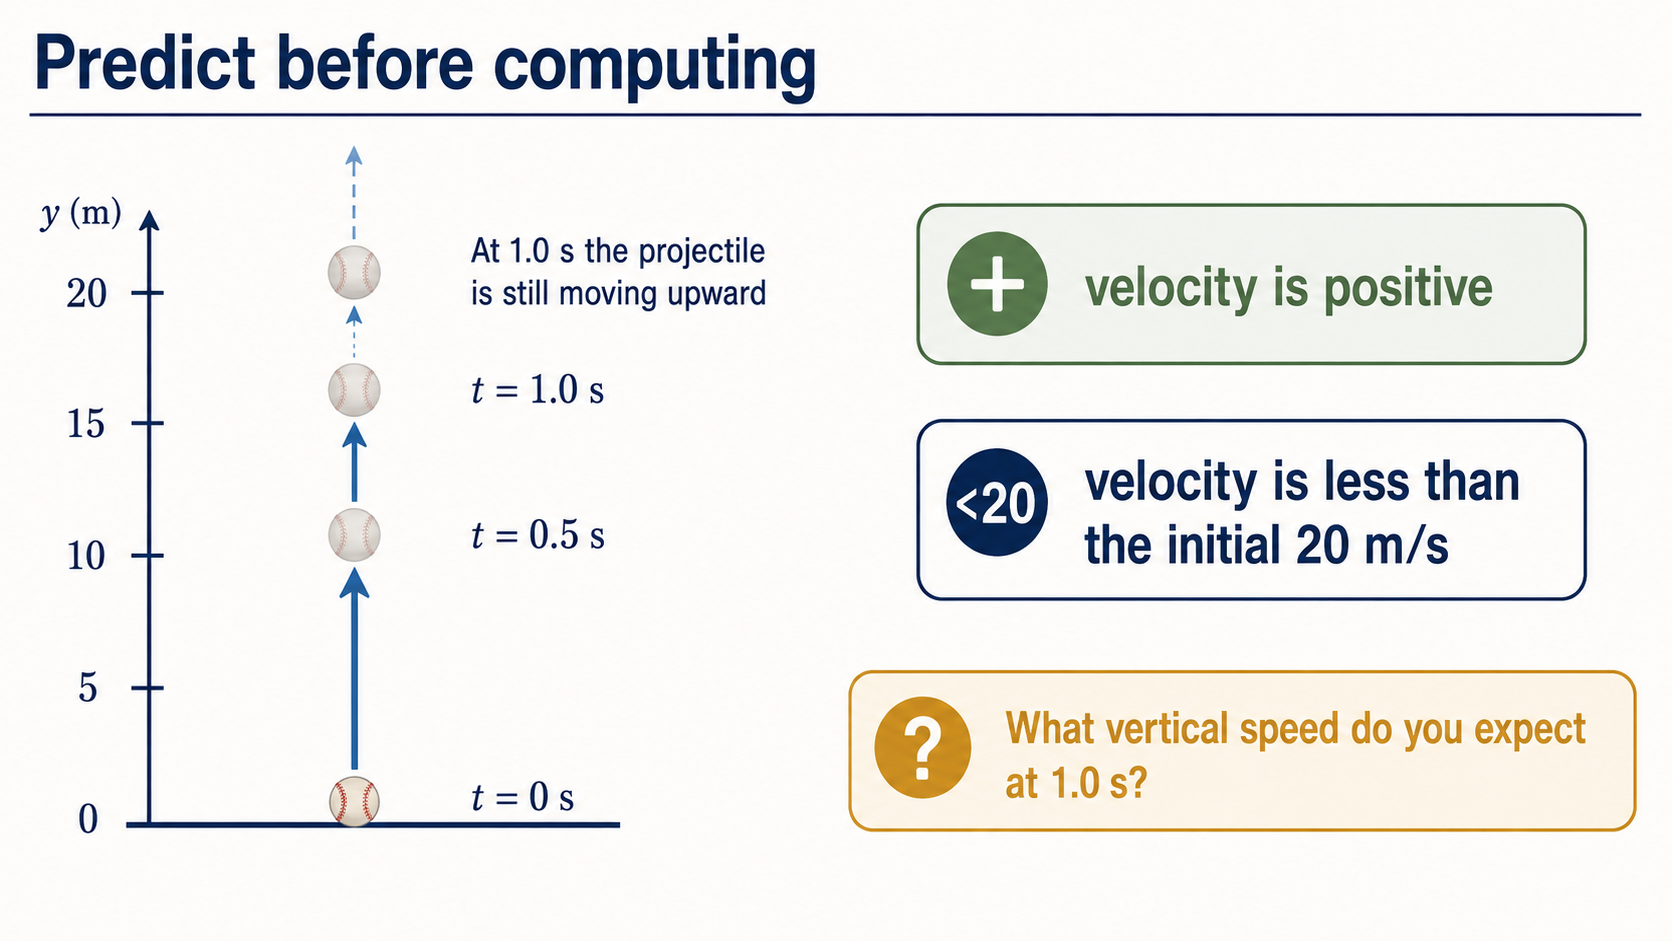 Predict before computing
y (m)
20
15
10
5
0
At 1.0 s the projectile
is still moving upward
t = 1.0 s
t = 0.5 s
t = 0 s
+
velocity is positive
<20
velocity is less than
the initial 20 m/s
?
What vertical speed do you expect
at 1.0 s?